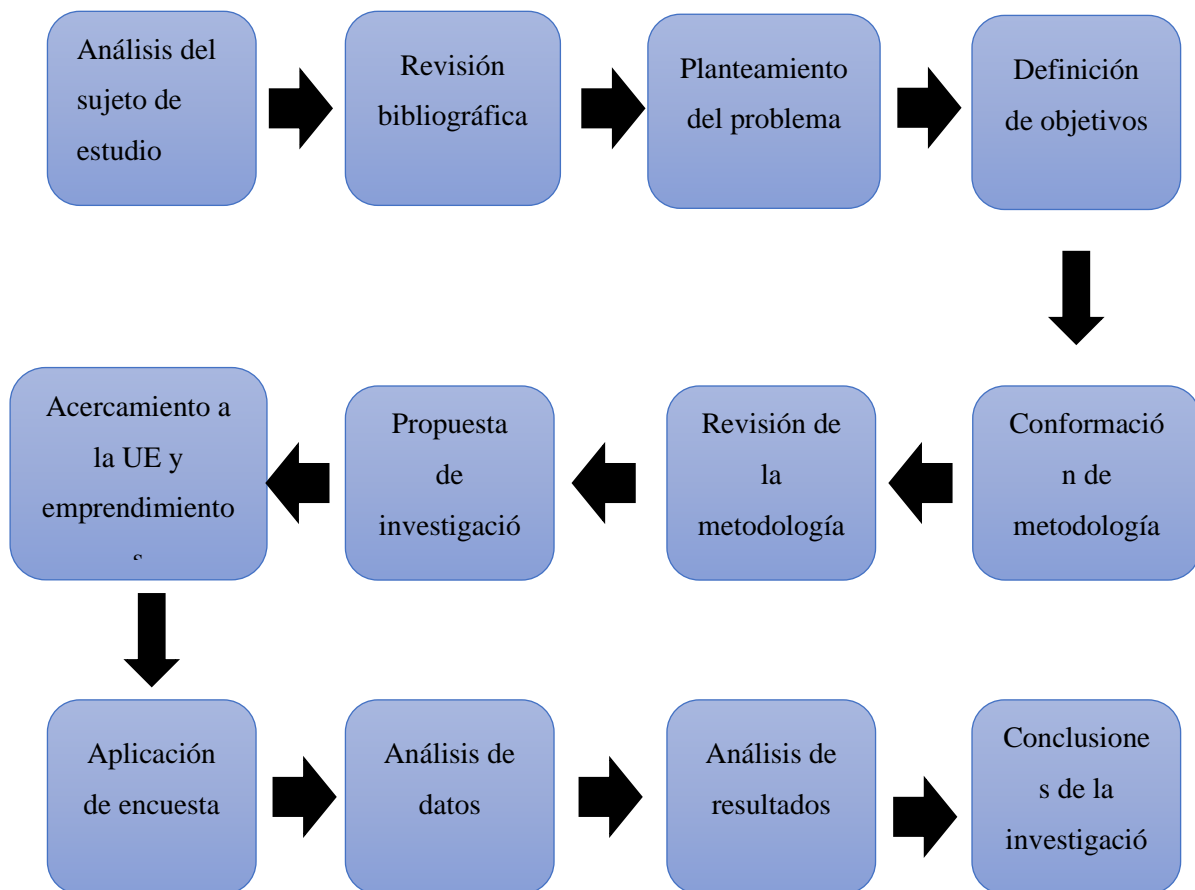 Análisis del
sujeto de
estudio
Revisión
bibliográfica
Planteamiento
del problema
Definición
de objetivos
Acercamiento a
la UE y
emprendimiento
s
Propuesta
de
investigació
Revisión de
la
metodología
Conformació
n de
metodología
Aplicación
de encuesta
Análisis de
datos
Análisis de
resultados
Conclusione
s de la
investigació